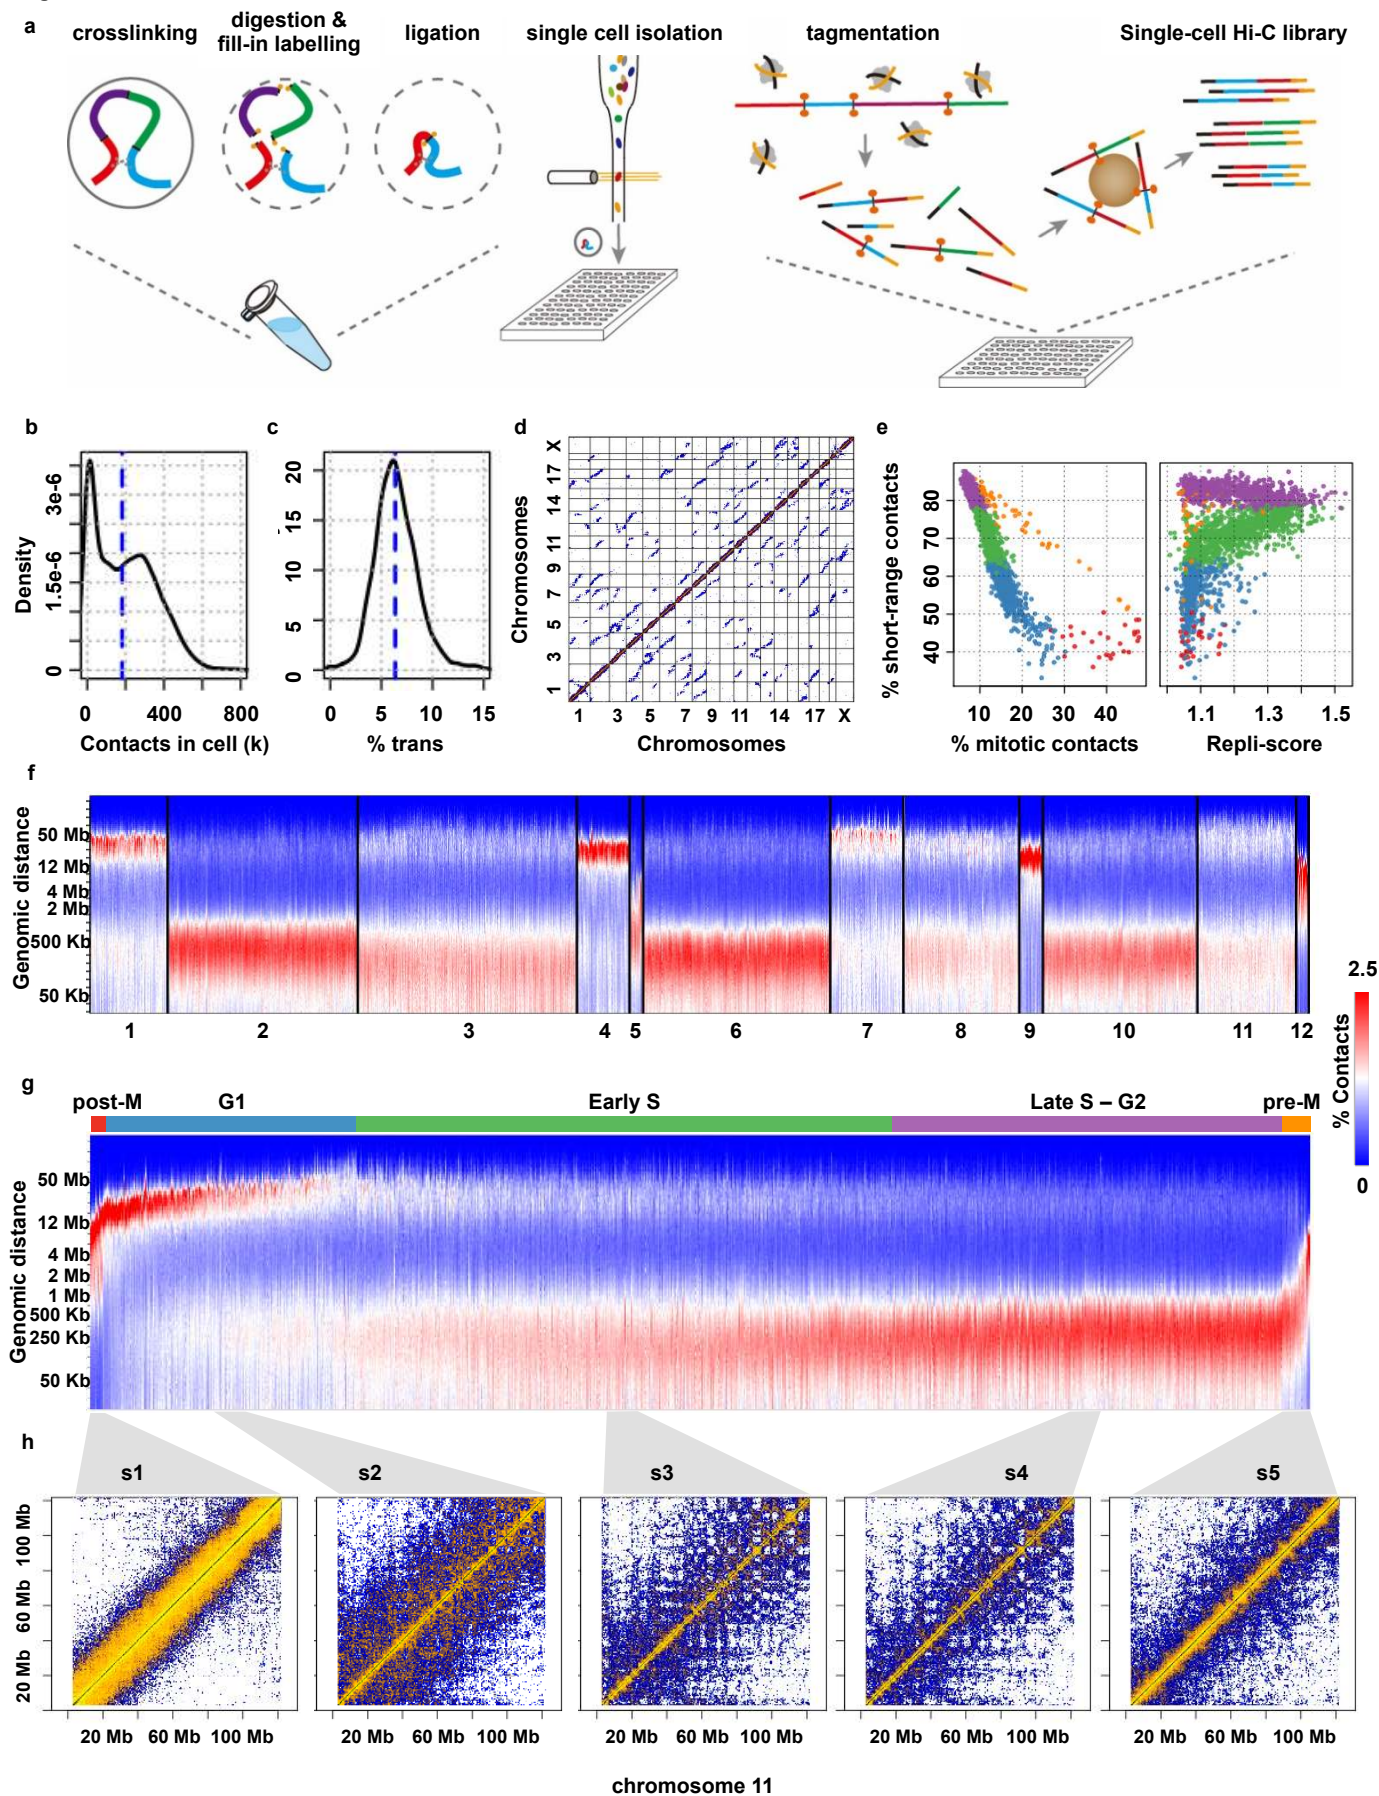 a
crosslinking
digestion &
fill-in labelling
ligation
single cell isolation
tagmentation
Single-cell Hi-C library
b
Density
3e-6
1.5e-6
0
0 400 800
Contacts in cell (k)
c
20
15
10
5
0
0 5 10 15
% trans
d
Chromosomes
X
17
14
11
9
7
5
3
1
1 3 5 7 9 11 14 17 X
Chromosomes
e
% short-range contacts
80
70
60
50
40
10 20 30 40
% mitotic contacts
1.1 1.3 1.5
Repli-score
f
Genomic distance
50 Mb
12 Mb
4 Mb
2 Mb
500 Kb
50 Kb
1 2 3 4 5 6 7 8 9 10 11 12
2.5
% Contacts
0
g
post-M G1 Early S Late S – G2 pre-M
Genomic distance
50 Mb
12 Mb
4 Mb
2 Mb
1 Mb
500 Kb
250 Kb
50 Kb
h
s1 s2 s3 s4 s5
100 Mb
60 Mb
20 Mb
20 Mb 60 Mb 100 Mb
20 Mb 60 Mb 100 Mb
20 Mb 60 Mb 100 Mb
20 Mb 60 Mb 100 Mb
20 Mb 60 Mb 100 Mb
chromosome 11